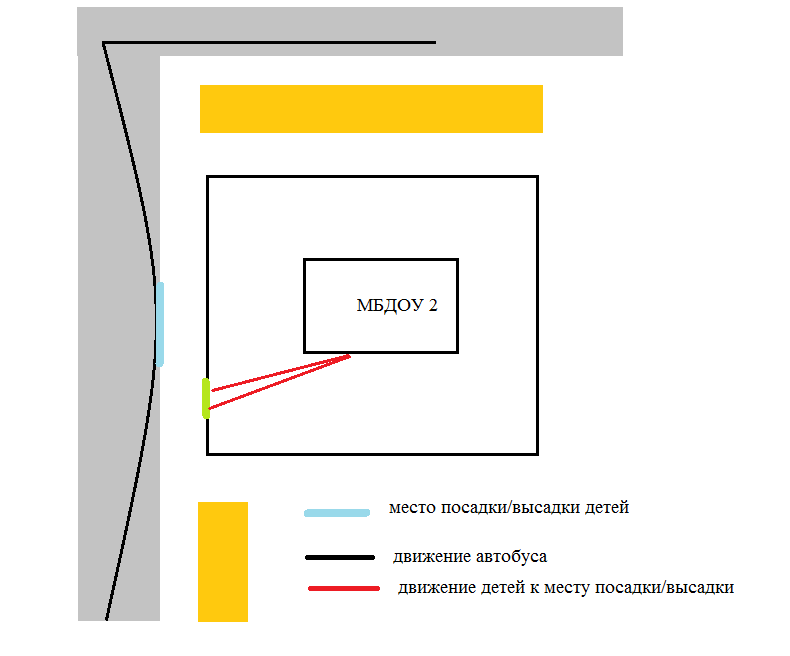 МБДОУ 2
место посадки/высадки детей
движение автобуса
движение детей к месту посадки/высадки